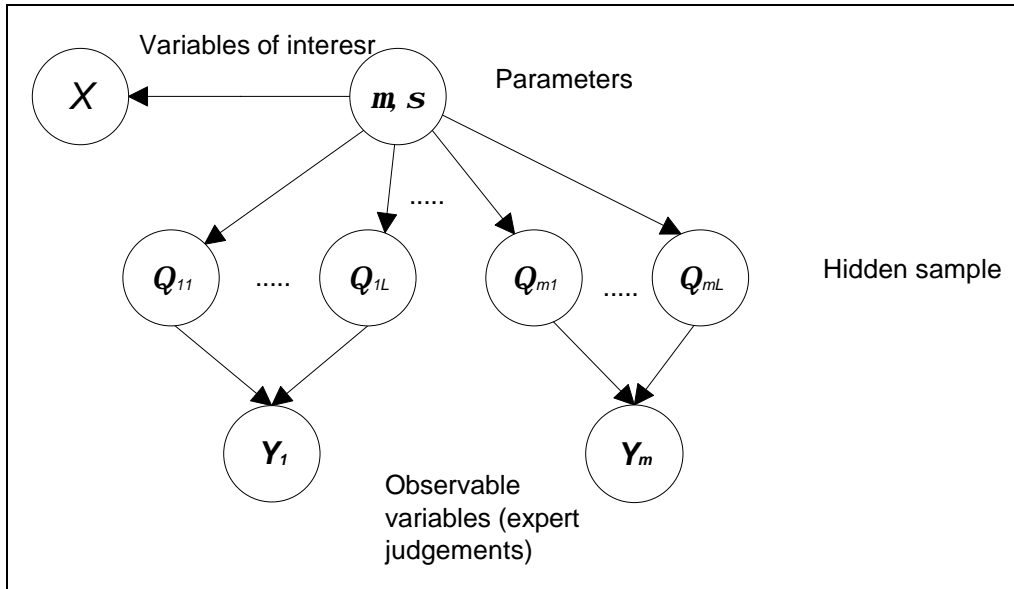 Variables of interesr
X
m, s
Parameters
.....
Q11
.....
Q1L
Qm1
.....
QmL
Hidden sample
Y1
Ym
Observable
variables (expert
judgements)